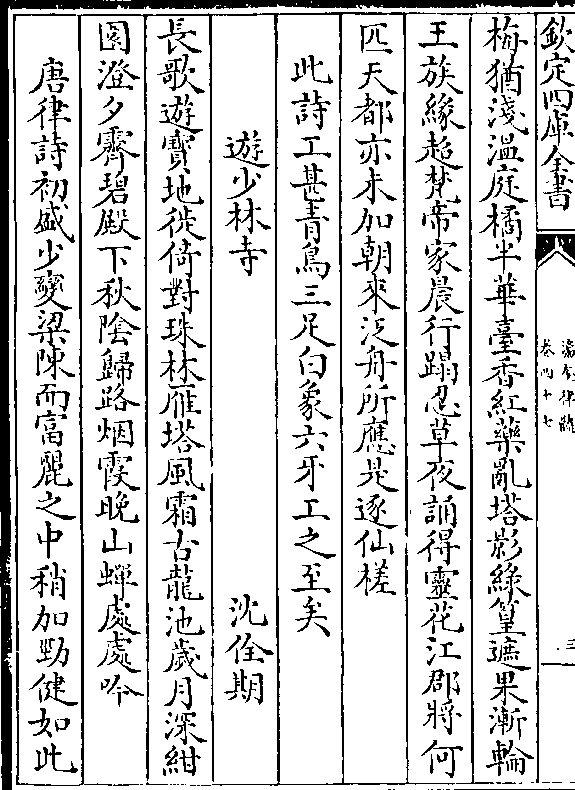 欽定四庫全書
瀛奎律髓
卷四十七
三
梅猶淺溫庭橘半華臺香紅藥亂塔影綠篁遮果漸輪
王族緣超梵帝家晨行蹋忍草夜誦得靈花江郡將何
匹天都亦未加朝來泛舟所應是逐仙槎
此詩工甚青鳥三足白象六牙工之至矣
遊少林寺 沈佺期
長歌遊寳地徙倚對珠林雁塔風霜古龍池歲月深紺
園澄夕霽碧殿下秋陰歸路烟霞晚山蟬處處吟
唐律詩初盛少變梁陳而富麗之中稍加勁健如此